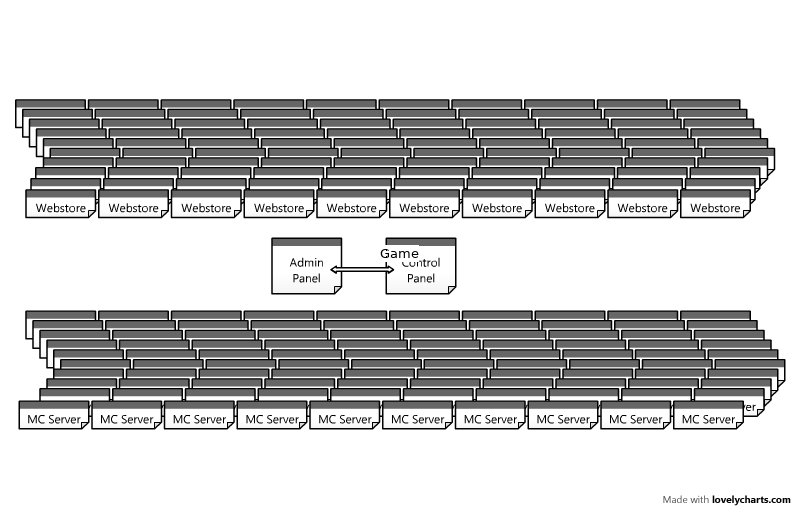 Webstore Webstore Webstore Webstore Webstore Webstore Webstore Webstore Webstore Webstore
Game
Admin
Panel
Control
Panel
MC Server MC Server MC Server MC Server MC Server MC Server MC Server MC Server MC Server MC Server
Made with lovelycharts.com